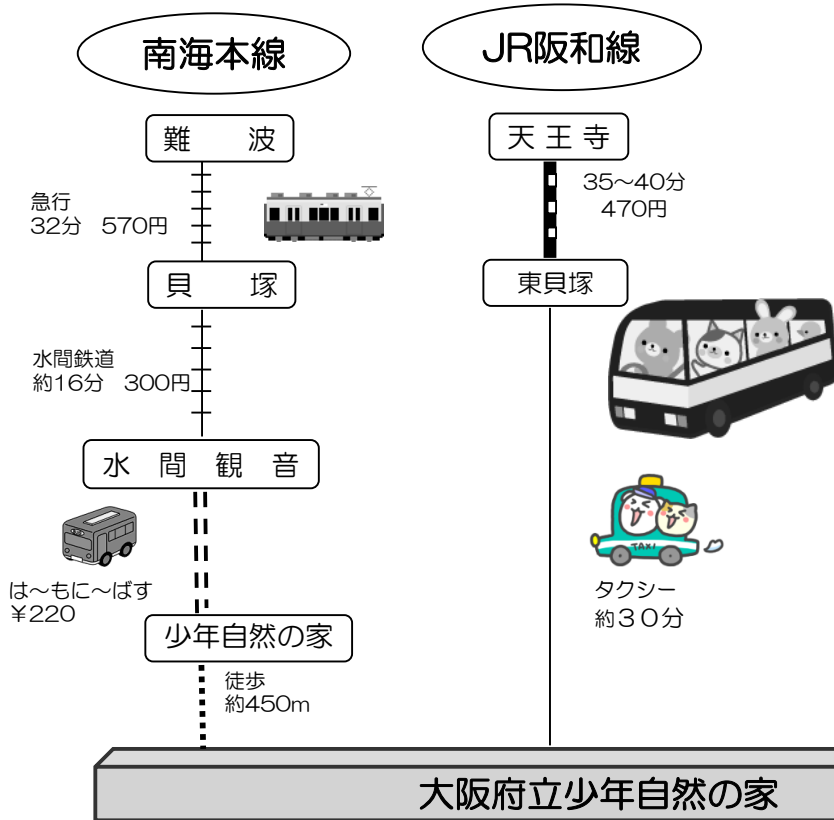 南海本線
難波
急行
32分 570円
貝塚
水間鉄道
約16分 300円
水間観音
は～もに～ばす
￥220
少年自然の家
徒歩
約450m
JR阪和線
天王寺
35～40分
470円
東貝塚
TAXI
タクシー
約３０分
大阪府立少年自然の家